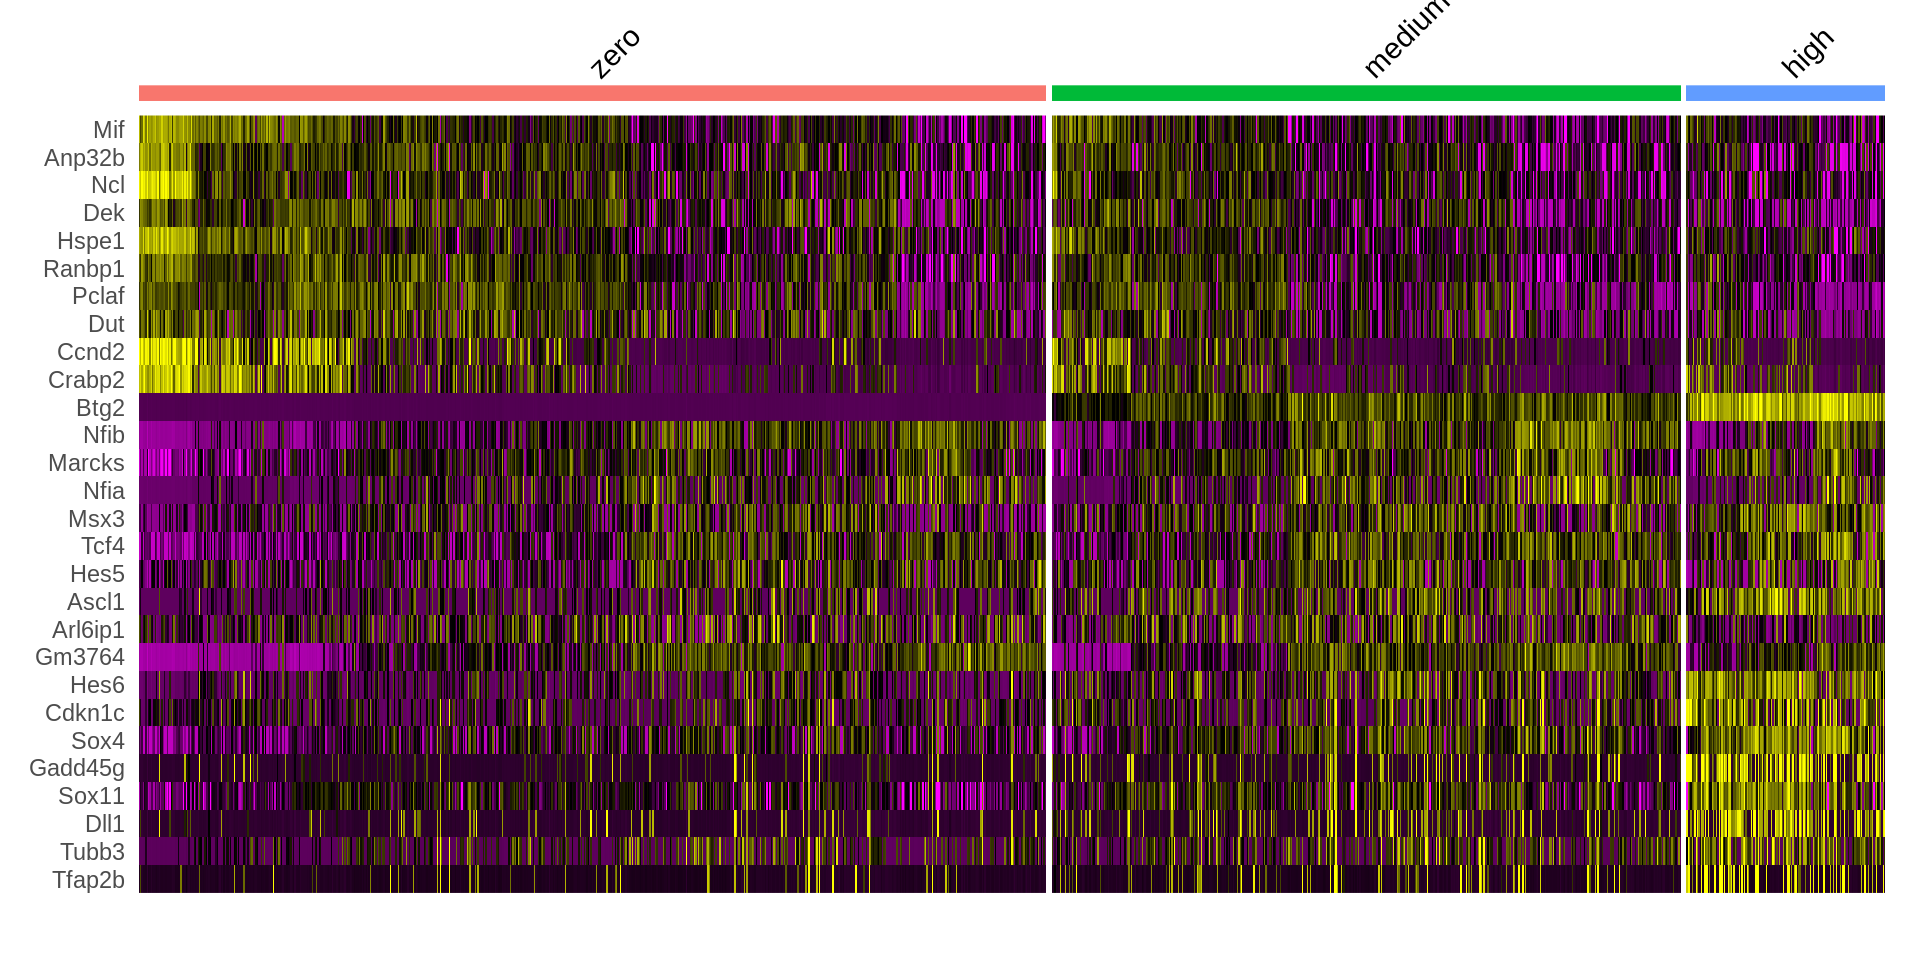 zero
medium
high
Mif
Anp32b
Ncl
Dek
Hspe1
Ranbp1
Pclaf
Dut
Ccnd2
Crabp2
Btg2
Nfib
Marcks
Nfia
Msx3
Tcf4
Hes5
Ascl1
Arl6ip1
Gm3764
Hes6
Cdkn1c
Sox4
Gadd45g
Sox11
Dll1
Tubb3
Tfap2b